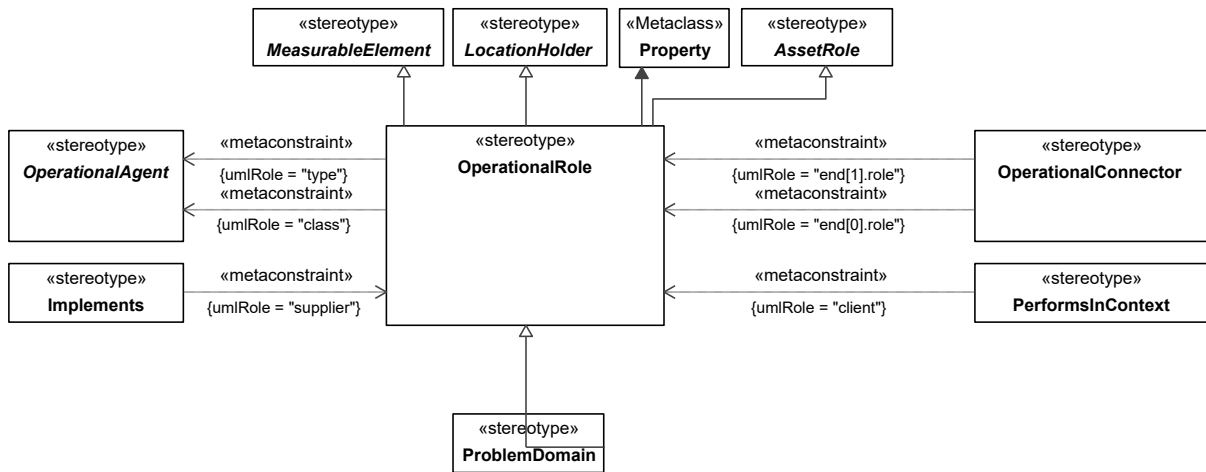 «stereotype»
MeasurableElement
«stereotype»
LocationHolder
«Metaclass»
Property
«stereotype»
AssetRole
«stereotype»
OperationalAgent
«metaconstraint»
{umlRole = "type"}
«metaconstraint»
{umlRole = "class"}
«stereotype»
OperationalRole
«metaconstraint»
{umlRole = "end[1].role"}
«metaconstraint»
{umlRole = "end[0].role"}
«stereotype»
OperationalConnector
«stereotype»
Implements
«metaconstraint»
{umlRole = "supplier"}
«metaconstraint»
{umlRole = "client"}
«stereotype»
PerformsInContext
«stereotype»
ProblemDomain